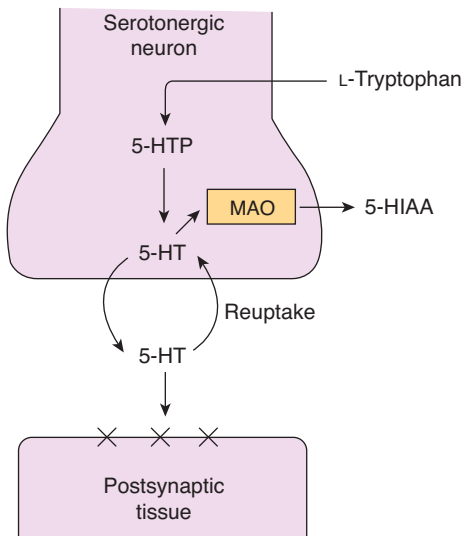 Serotonergic
neuron
L-Tryptophan
5-HTP
MAO
5-HIAA
5-HT
Reuptake
5-HT
Postsynaptic
tissue